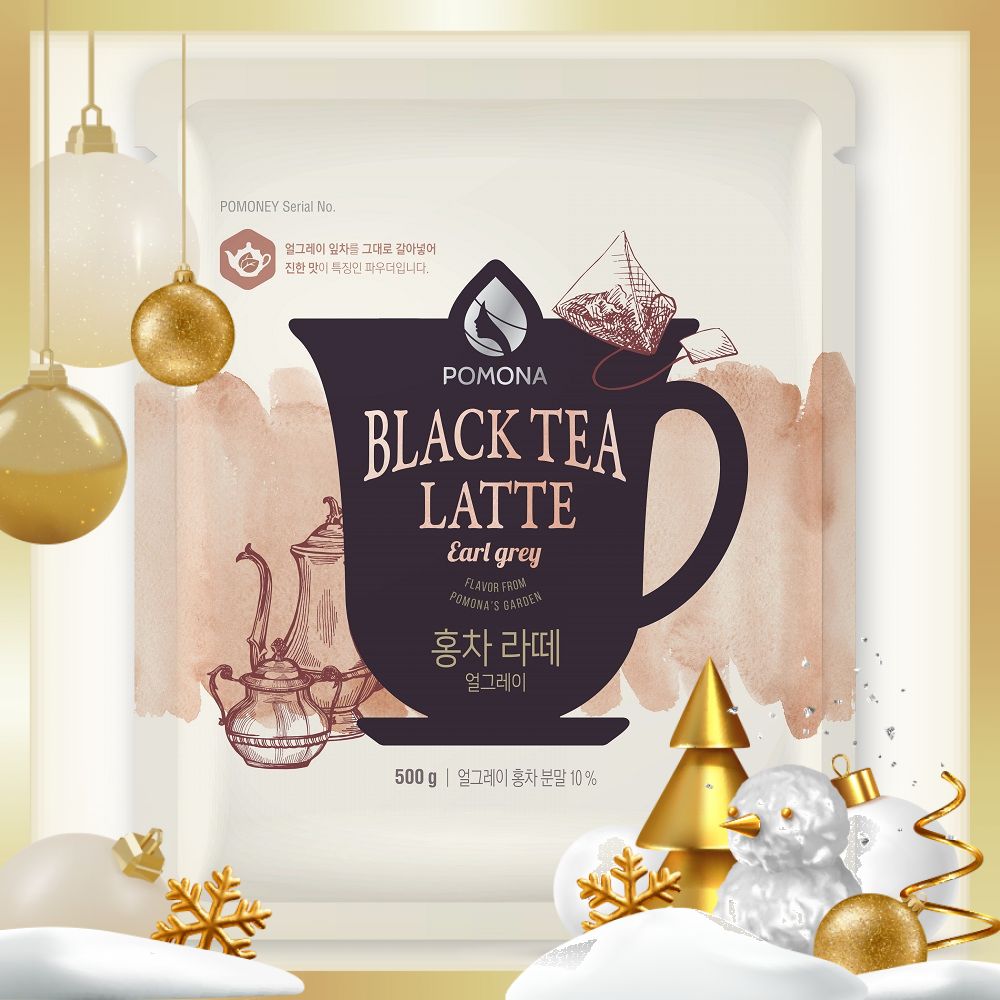 POMONEY Serial No.
얼그레이 잎차를 그대로 갈아넣어
진한 맛이 특징인 파우더입니다.
POMONA
BLACK TEA
LATTE
Earl grey
FLAVOR FROM
POMONA'S GARDEN
홍차 라떼
얼그레이
500 g | 얼그레이 홍차 분말 10 %